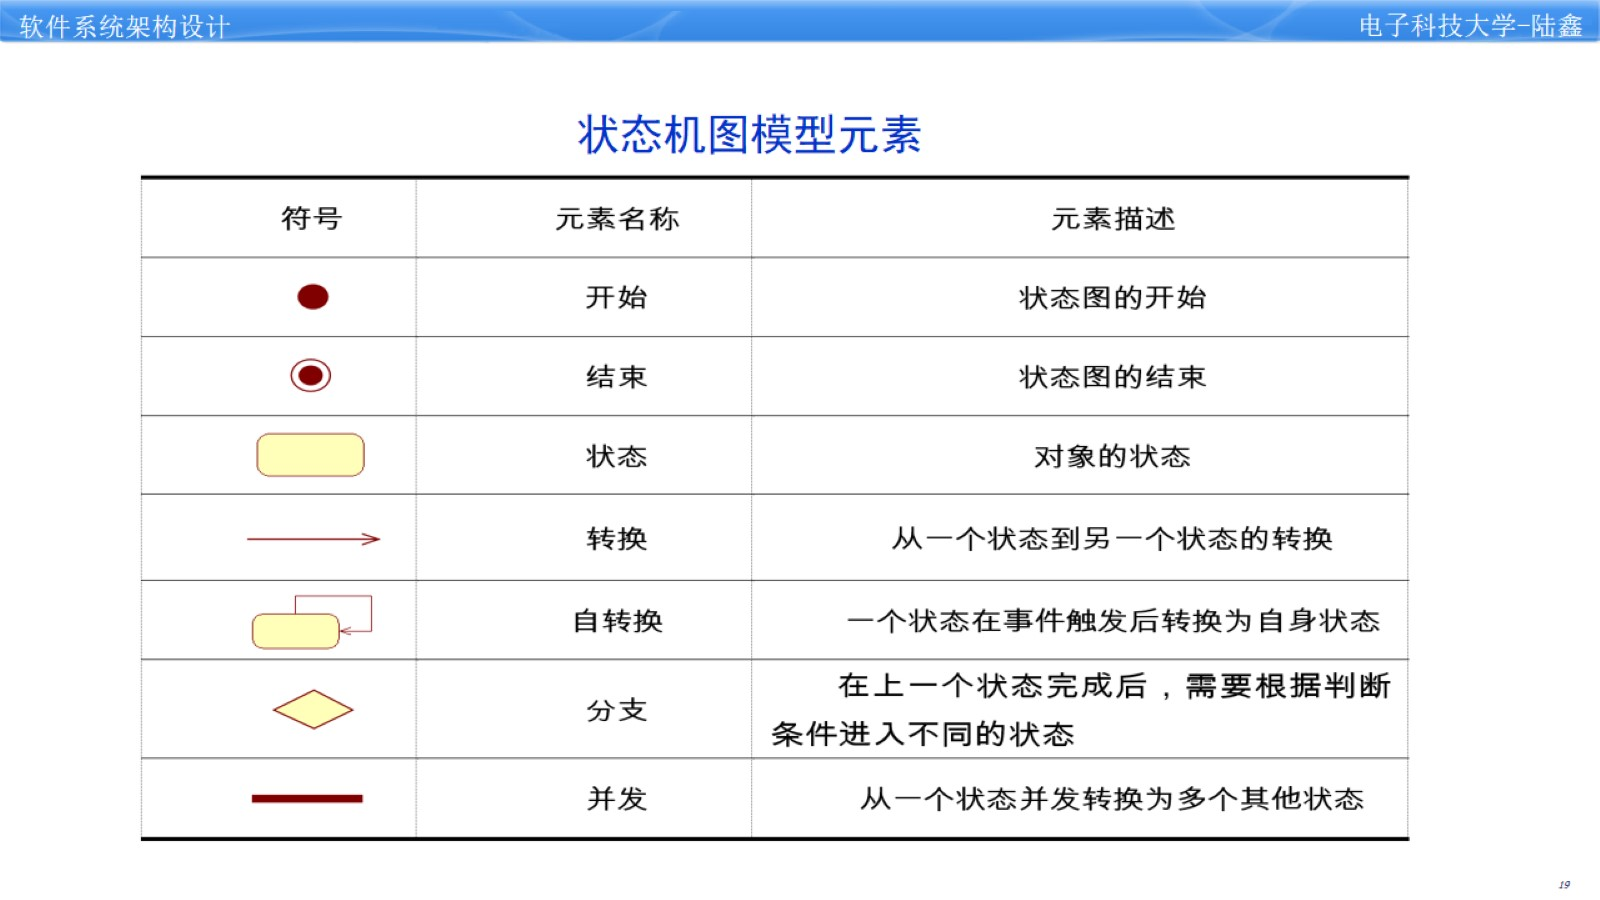 软件系统架构设计
电子科技大学-陆鑫
状态机图模型元素
符号 元素名称 元素描述
开始 状态图的开始
结束 状态图的结束
状态 对象的状态
转换 从一个状态到另一个状态的转换
自转换 一个状态在事件触发后转换为自身状态
分支 在上一个状态完成后，需要根据判断
条件进入不同的状态
并发 从一个状态并发转换为多个其他状态
19